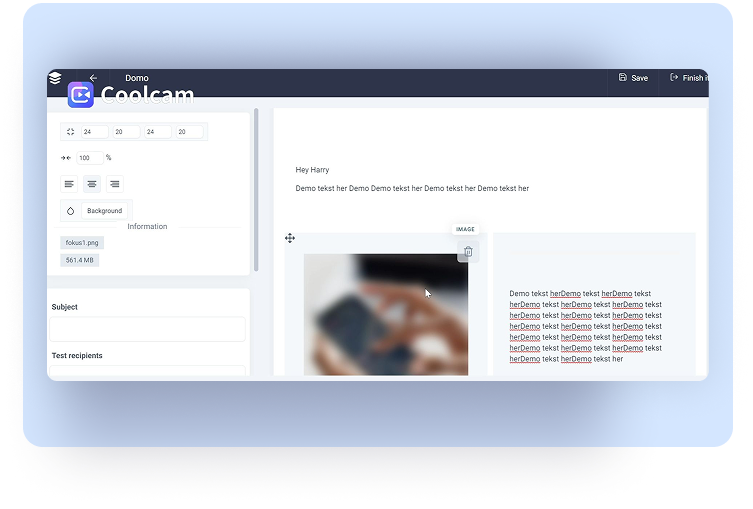 Domo
Save
Finish
Coolcam
24 20 24 20
100 %
Background
Information
fokus1.png
561.4 MB
Subject
Test recipients
Hey Harry
Demo tekst her Demo Demo tekst her Demo tekst her Demo tekst her
IMAGE
Demo tekst herDemo tekst herDemo tekst
herDemo tekst herDemo tekst herDemo tekst
herDemo tekst herDemo tekst herDemo tekst
herDemo tekst herDemo tekst herDemo tekst
herDemo tekst herDemo tekst herDemo tekst
herDemo tekst herDemo tekst herDemo tekst
herDemo tekst herDemo tekst her